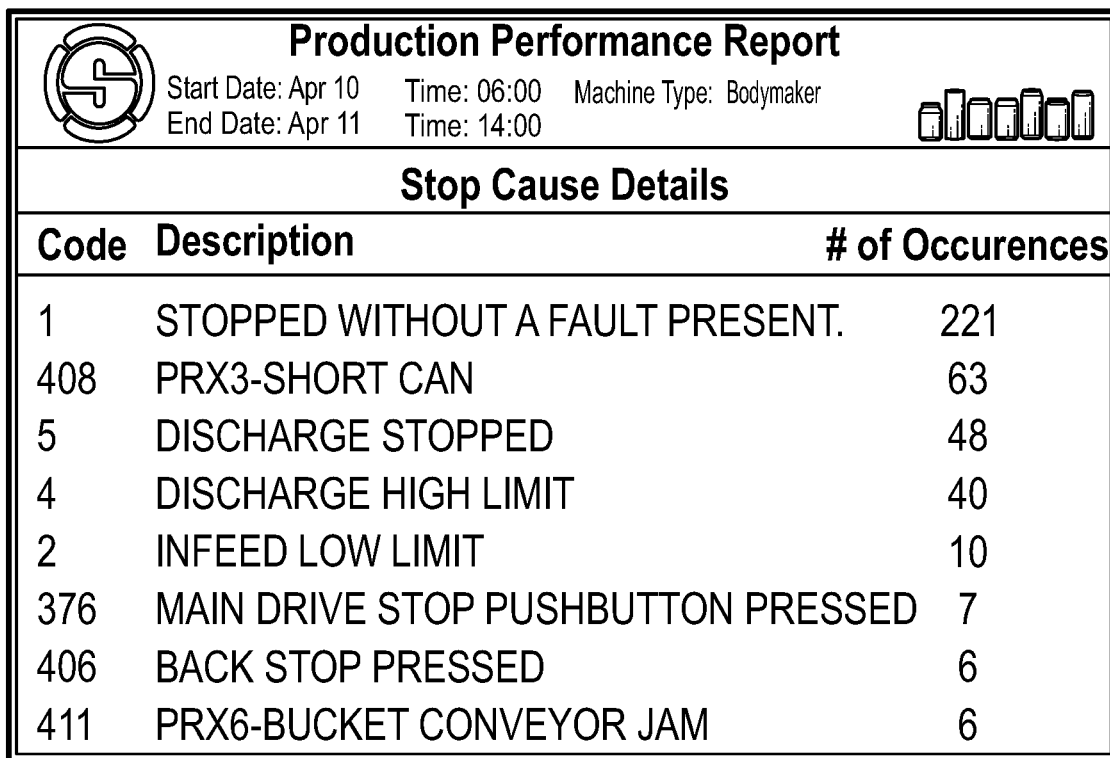 Production Performance Report
Start Date: Apr 10 Time: 06:00 Machine Type: Bodymaker
End Date: Apr 11 Time: 14:00
Stop Cause Details
Code Description # of Occurences
1 STOPPED WITHOUT A FAULT PRESENT. 221
408 PRX3-SHORT CAN 63
5 DISCHARGE STOPPED 48
4 DISCHARGE HIGH LIMIT 40
2 INFEED LOW LIMIT 10
376 MAIN DRIVE STOP PUSHBUTTON PRESSED 7
406 BACK STOP PRESSED 6
411 PRX6-BUCKET CONVEYOR JAM 6